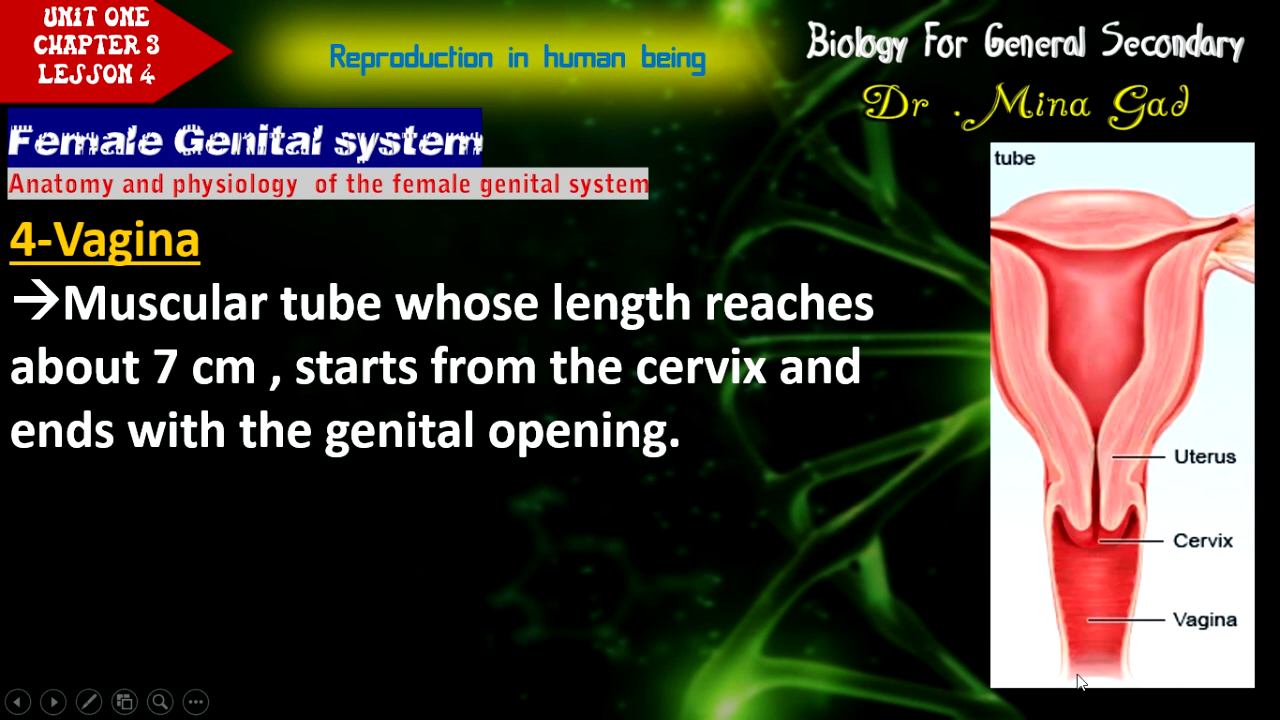 UNIT ONE
CHAPTER 3
LESSON 4
Reproduction in human being
Biology For General Secondary
Dr . Mina Gad
Female Genital system
Anatomy and physiology of the female genital system
4-Vagina
→Muscular tube whose length reaches
about 7 cm , starts from the cervix and
ends with the genital opening.
tube
Uterus
Cervix
Vagina